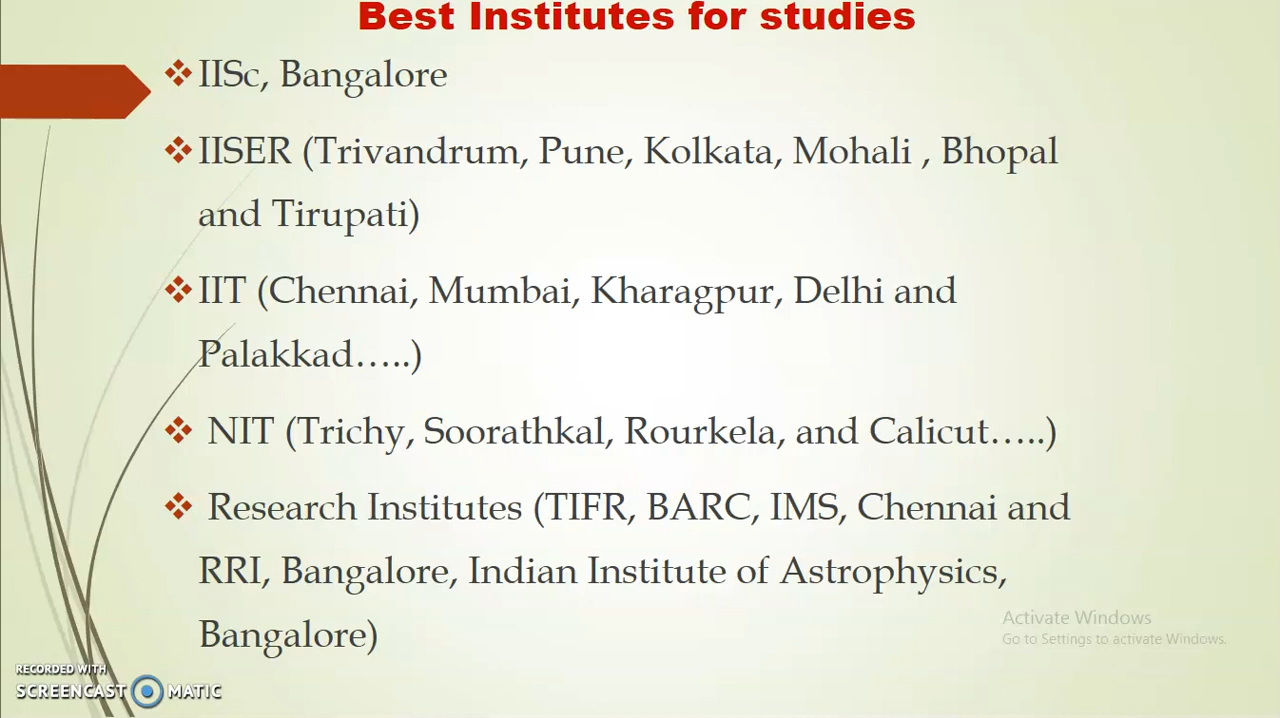 Best Institutes for studies
IISc, Bangalore
IISER (Trivandrum, Pune, Kolkata, Mohali , Bhopal
and Tirupati)
IIT (Chennai, Mumbai, Kharagpur, Delhi and
Palakkad…..)
NIT (Trichy, Soorathkal, Rourkela, and Calicut…..)
Research Institutes (TIFR, BARC, IMS, Chennai and
RRI, Bangalore, Indian Institute of Astrophysics,
Bangalore)
Activate Windows
Go to Settings to activate Windows.
RECORDED WITH
SCREENCAST MATIC